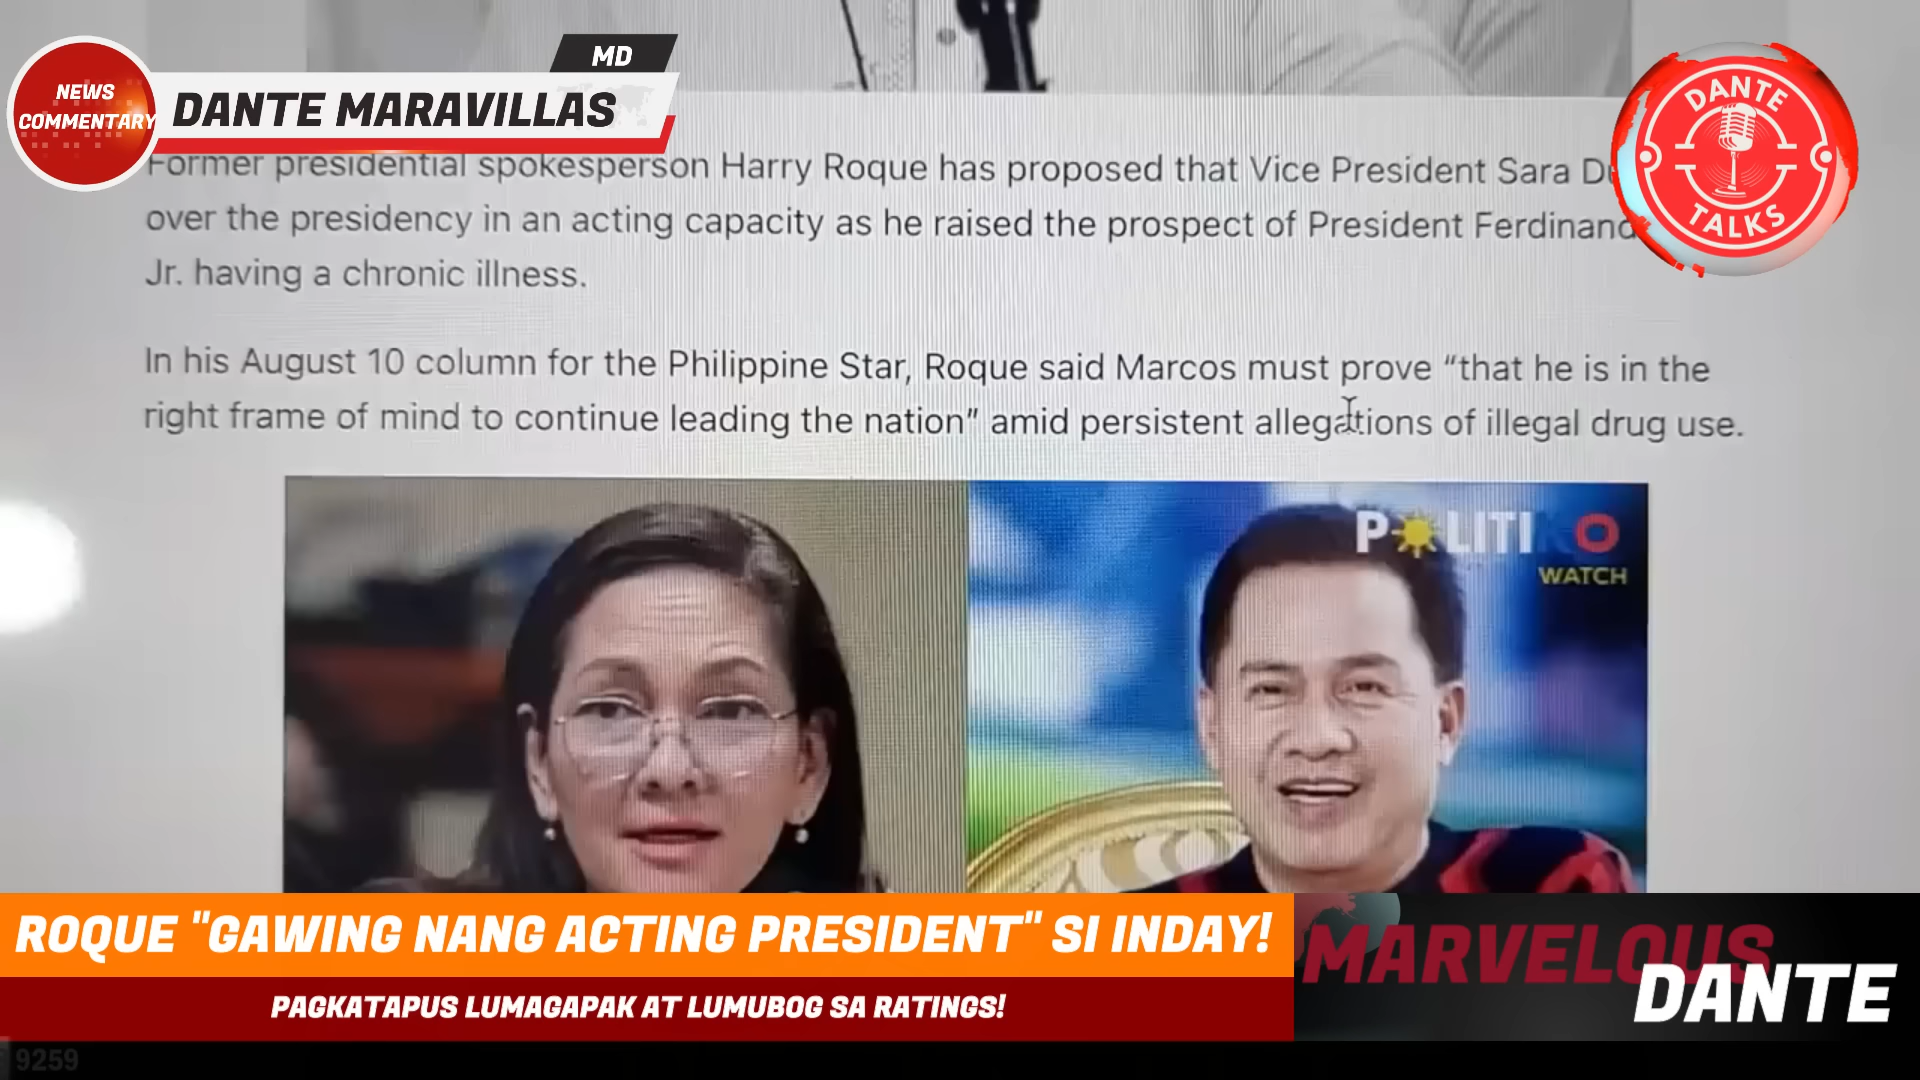 MD
NEWS
COMMENTARY
DANTE MARAVILLAS
DANTE
TALKS
Former presidential spokesperson Harry Roque has proposed that Vice President Sara
over the presidency in an acting capacity as he raised the prospect of President Ferdinand
Jr. having a chronic illness.
In his August 10 column for the Philippine Star, Roque said Marcos must prove “that he is in the
right frame of mind to continue leading the nation” amid persistent allegations of illegal drug use.
POLITIKO
WATCH
ROQUE "GAWING NANG ACTING PRESIDENT" SI INDAY!
PAGKATAPUS LUMAGAPAK AT LUMUBOG SA RATINGS!
MARVELOUS
DANTE
9259